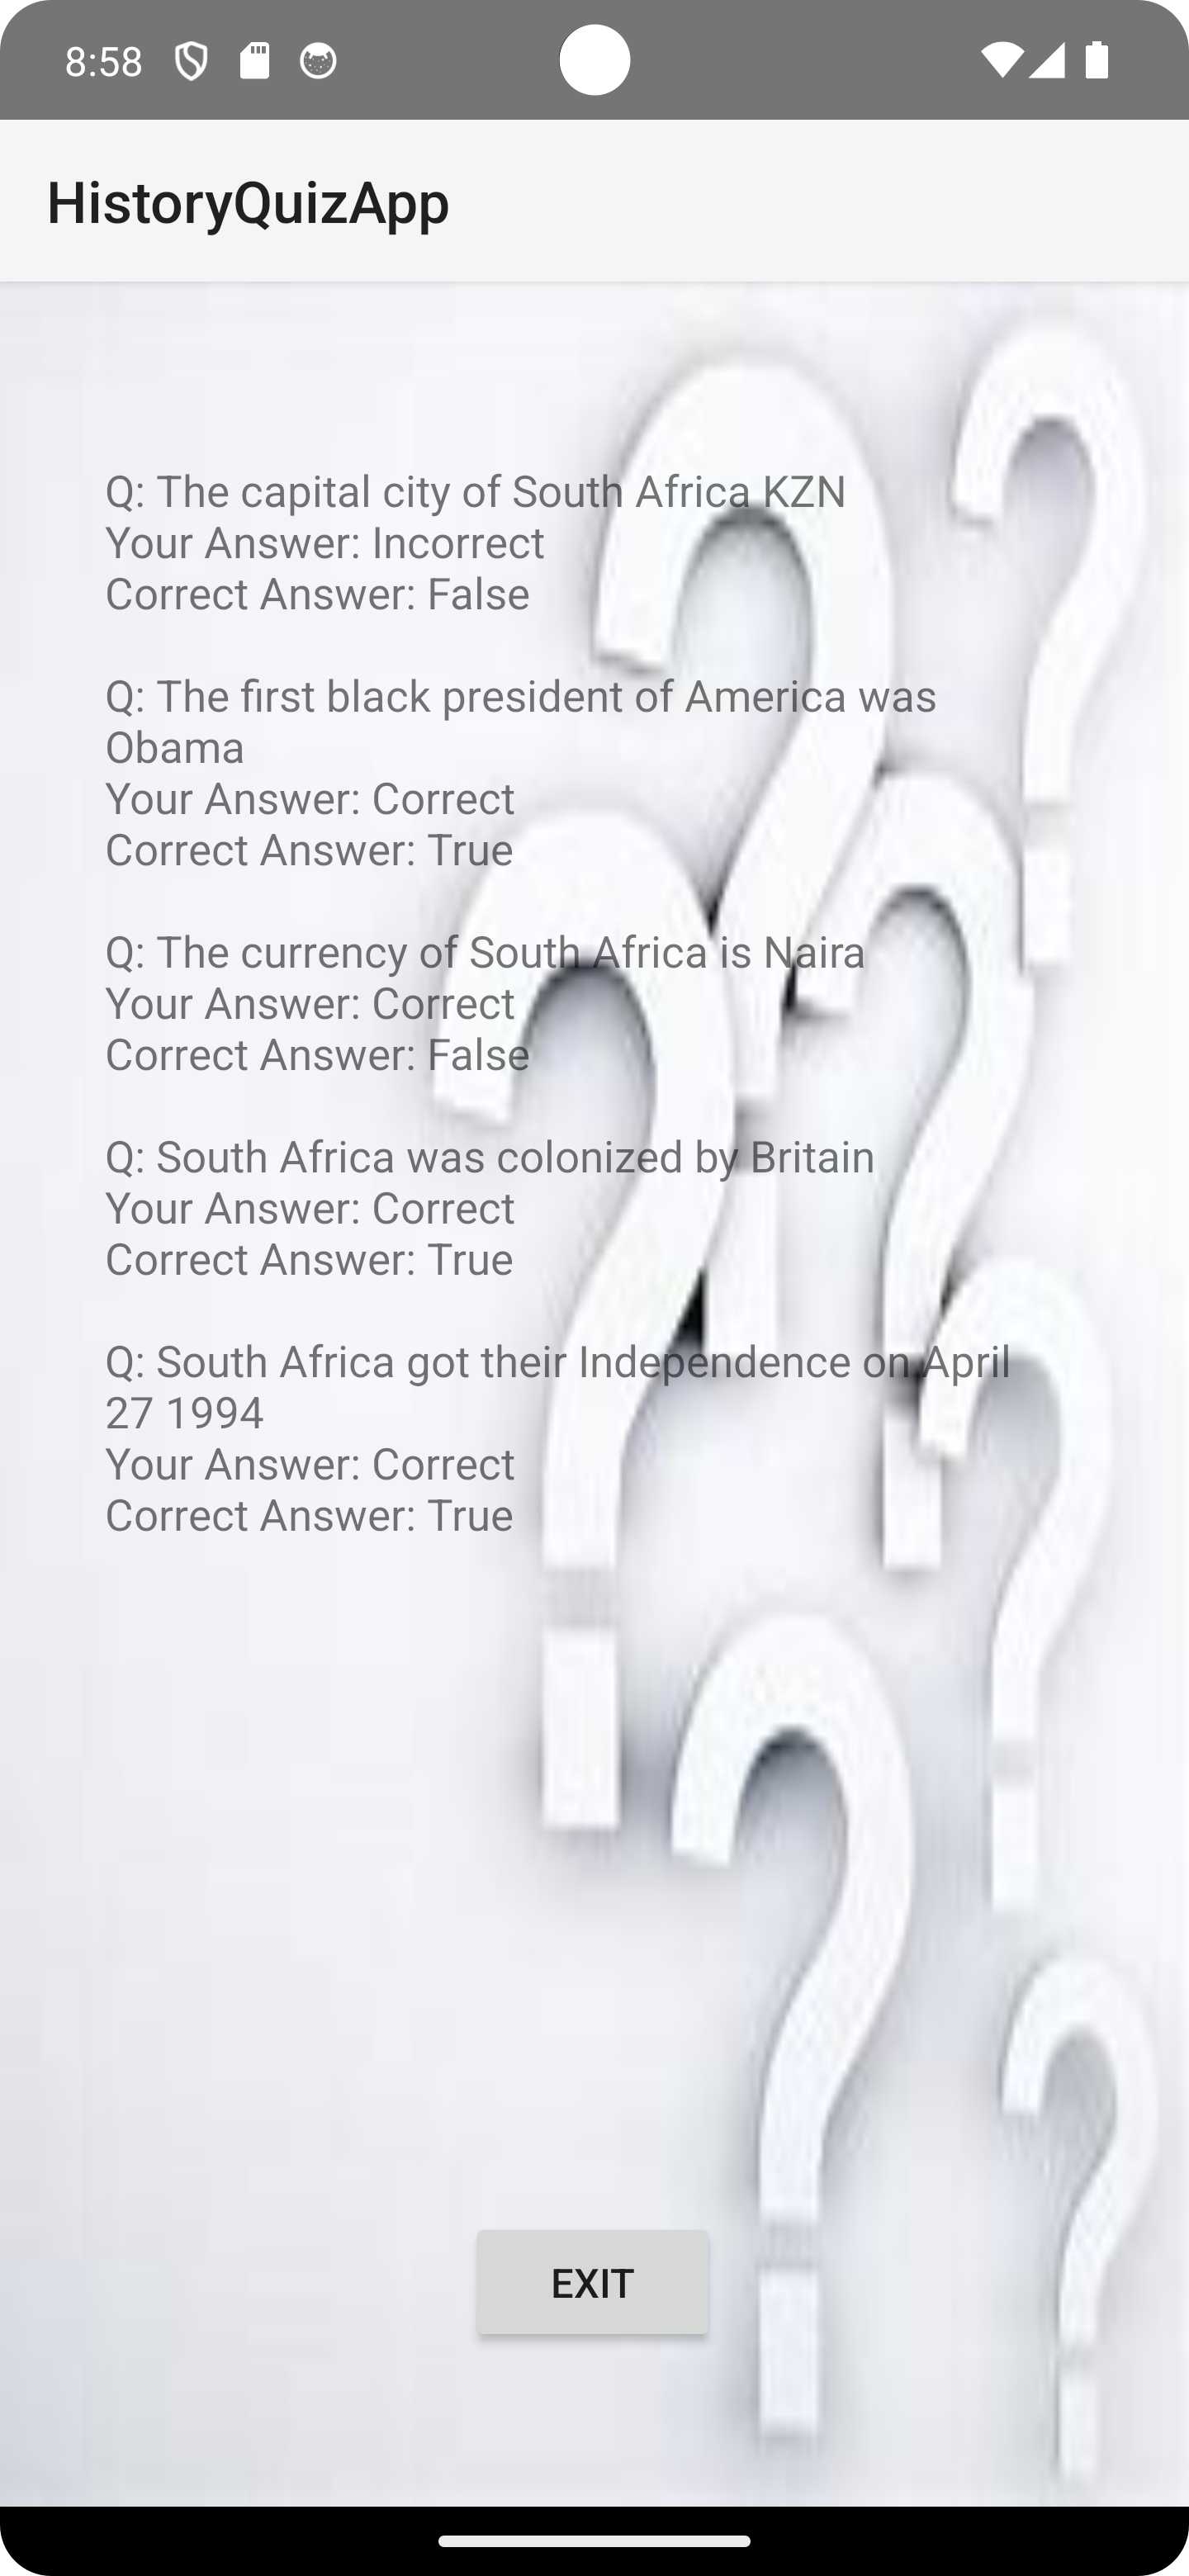 8:58
HistoryQuizApp
Q: The capital city of South Africa KZN
Your Answer: Incorrect
Correct Answer: False
Q: The first black president of America was
Obama
Your Answer: Correct
Correct Answer: True
Q: The currency of South Africa is Naira
Your Answer: Correct
Correct Answer: False
Q: South Africa was colonized by Britain
Your Answer: Correct
Correct Answer: True
Q: South Africa got their Independence on April
27 1994
Your Answer: Correct
Correct Answer: True
EXIT